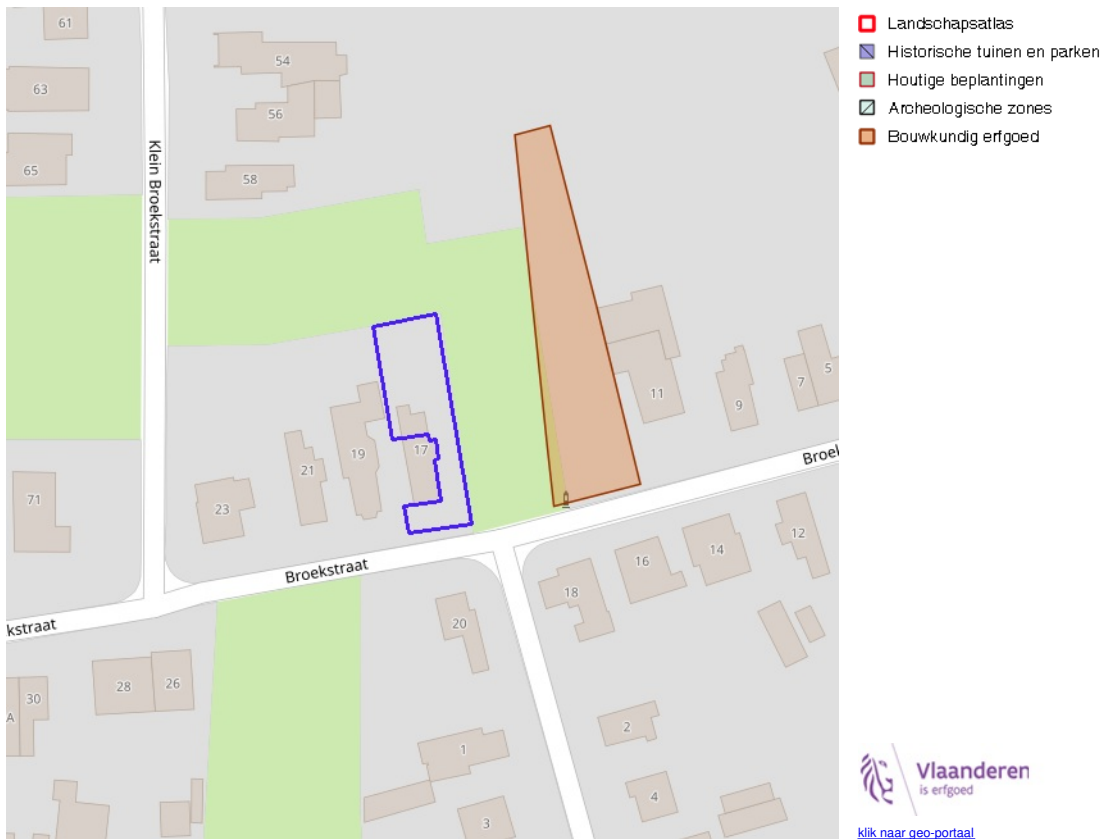 61
54
63
56
65
58
Klein Broekstraat
17
19
21
23
71
11
9
7
5
Broek
Broekstraat
kstraat
12
14
16
18
20
28
26
30
A
1
2
3
4
Landschapsatlas
Historische tuinen en parken
Houtige beplantingen
Archeologische zones
Bouwkundig erfgoed
Vlaanderen
is erfgoed
klik naar geo-portaal